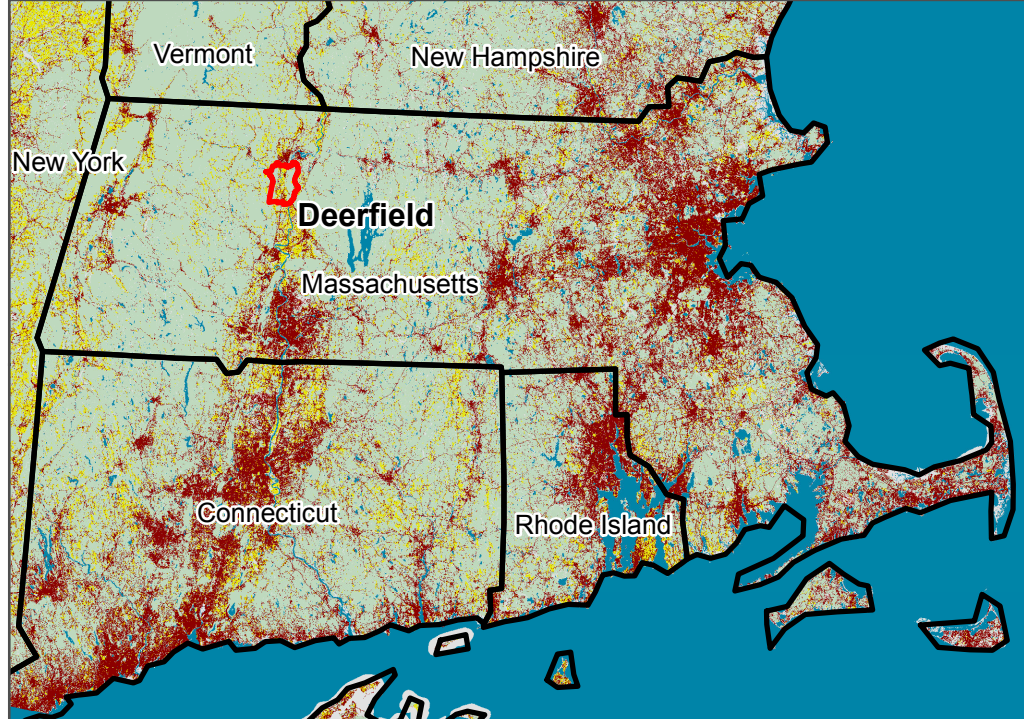 Vermont
New Hampshire
New York
Deerfield
Massachusetts
Connecticut
Rhode Island